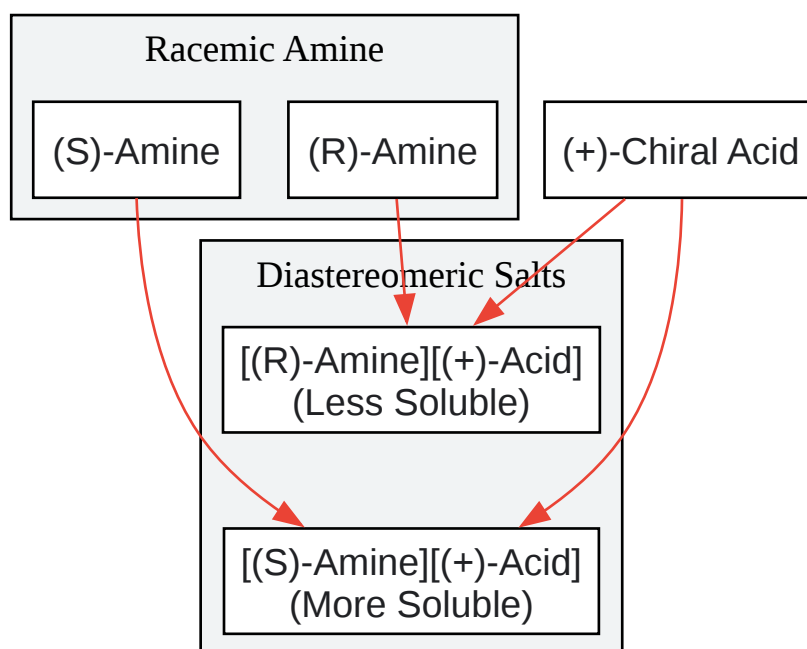 Racemic Amine
(S)-Amine
(R)-Amine
(+)-Chiral Acid
Diastereomeric Salts
[(R)-Amine][(+)-Acid]
(Less Soluble)
[(S)-Amine][(+)-Acid]
(More Soluble)